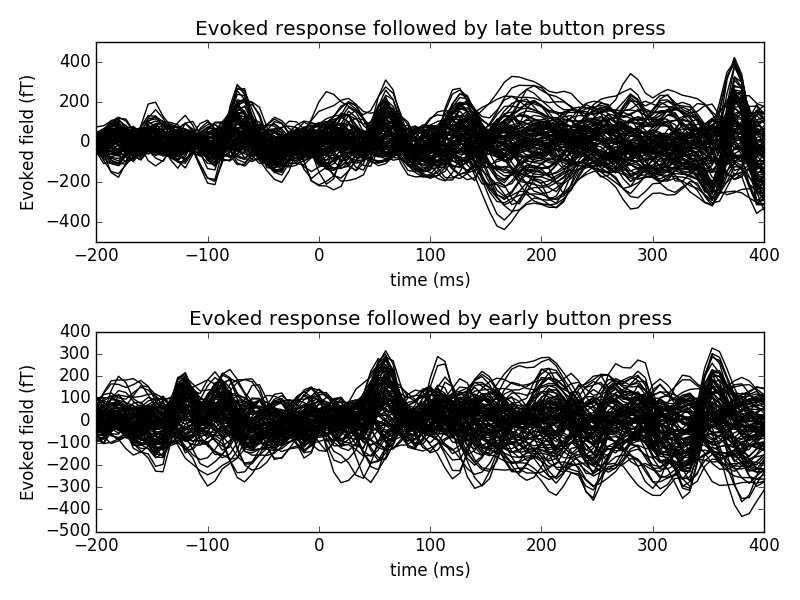 Evoked response followed by late button press
400
200
0
−200
−400
Evoked field (fT)
−200 −100 0 100 200 300 400
time (ms)
Evoked response followed by early button press
400
300
200
100
0
−100
−200
−300
−400
−500
Evoked field (fT)
−200 −100 0 100 200 300 400
time (ms)